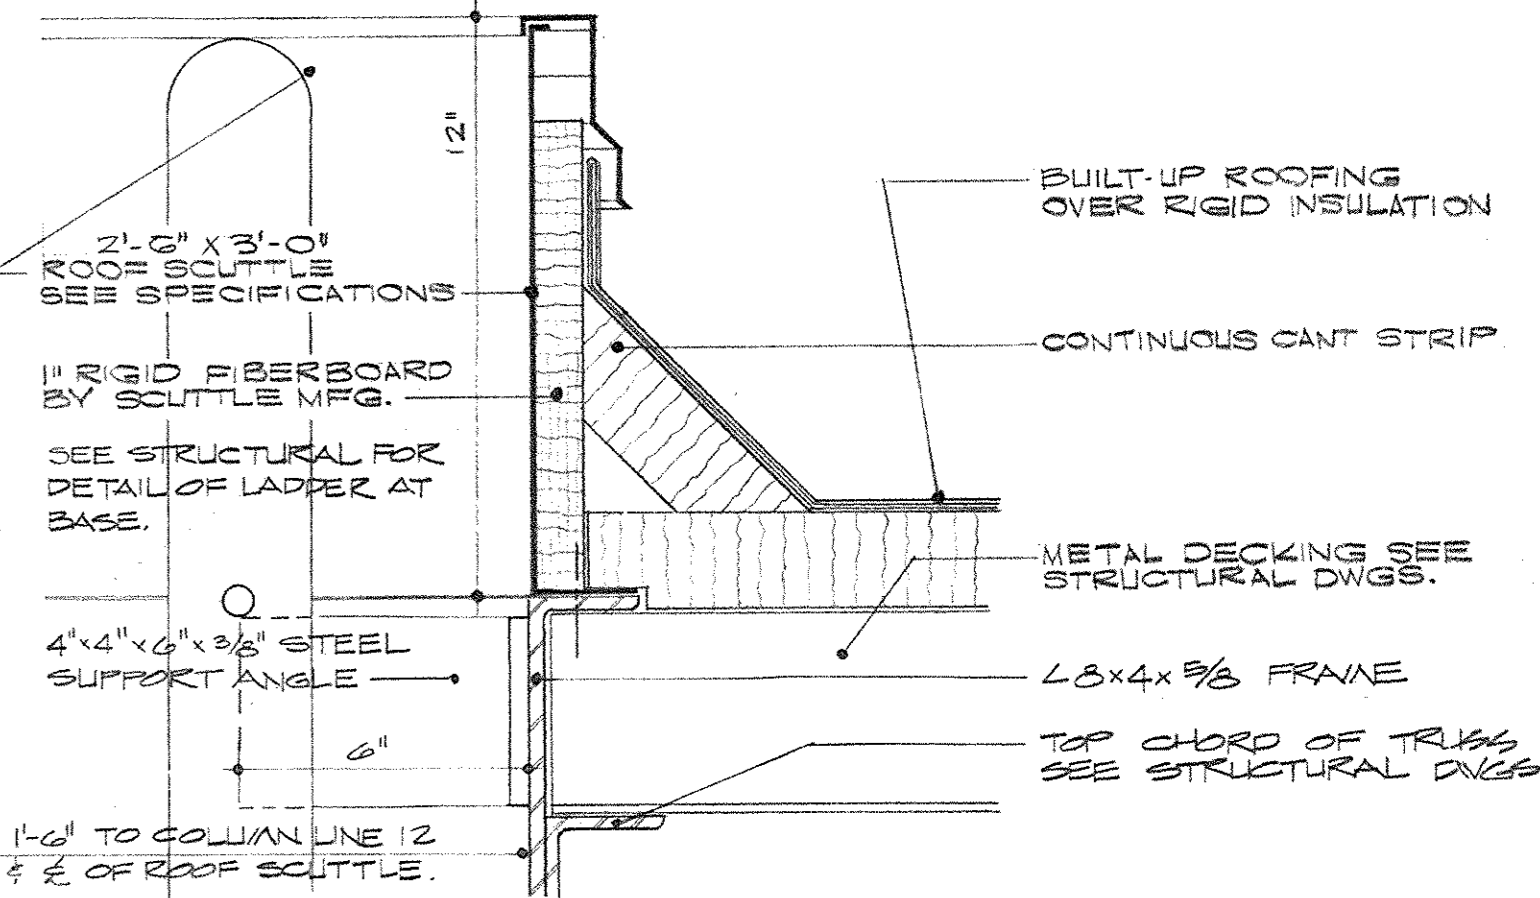 12"
2'-6" X 3'-0"
ROOF SCUTTLE
SEE SPECIFICATIONS
1" RIGID FIBERBOARD
BY SCUTTLE MFG.
SEE STRUCTURAL FOR
DETAIL OF LADDER AT
BASE.
4"x4"x6"x3/8" STEEL
SUPPORT ANGLE
6"
1'-6" TO COLUMN LINE 12
& ℄ OF ROOF SCUTTLE.
BUILT-UP ROOFING
OVER RIGID INSULATION
CONTINUOUS CANT STRIP
METAL DECKING SEE
STRUCTURAL DWGS.
∠8x4x5/8 FRAME
TOP CHORD OF TRUSS
SEE STRUCTURAL DWGS